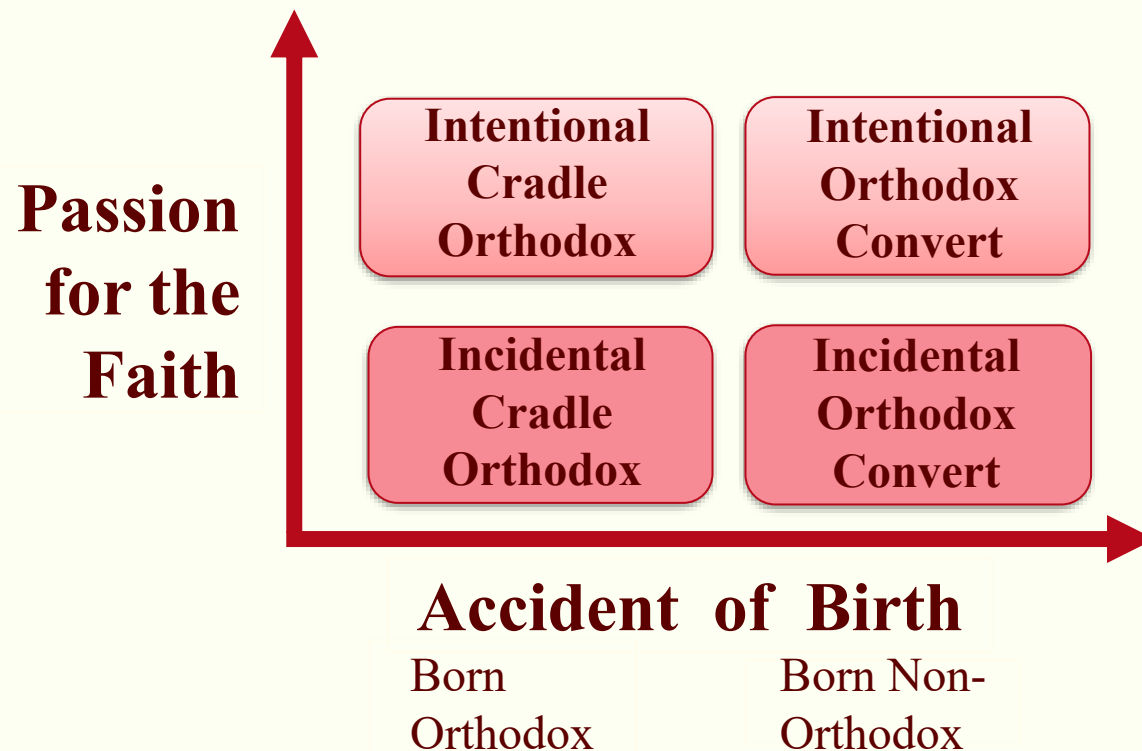 Passion
for the
Faith
Intentional
Cradle
Orthodox
Intentional
Orthodox
Convert
Incidental
Cradle
Orthodox
Incidental
Orthodox
Convert
Accident of Birth
Born
Orthodox
Born Non-
Orthodox